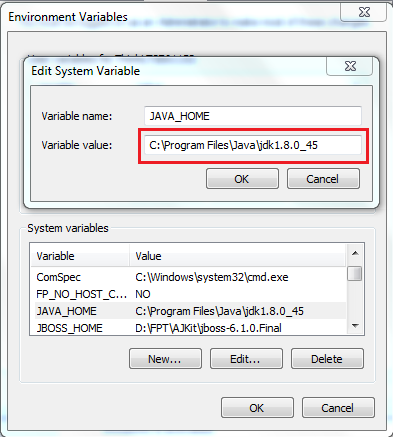 Environment Variables
Edit System Variable
Variable name:
JAVA_HOME
Variable value:
C:\Program Files\Java\jdk1.8.0_45
OK
Cancel
System variables
Variable
Value
ComSpec
C:\Windows\system32\cmd.exe
FP_NO_HOST_C...
NO
JAVA_HOME
C:\Program Files\Java\jdk1.8.0_45
JBOSS_HOME
D:\FPT\AJKit\jboss-6.1.0.Final
New...
Edit...
Delete
OK
Cancel